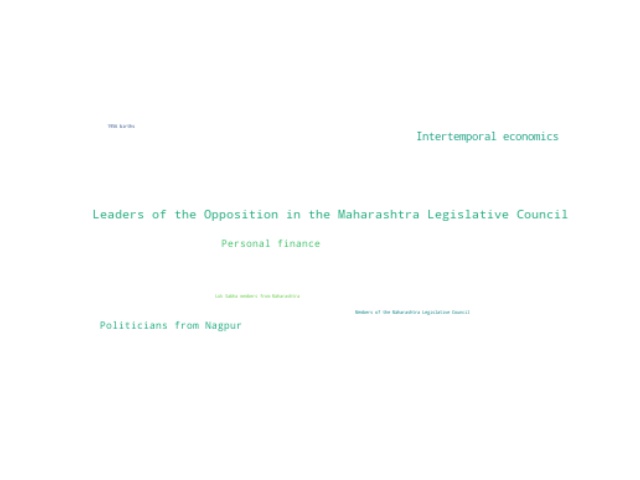 births
Intertemporal economics
Leaders of the Opposition in the Maharashtra Legislative Council
Personal finance
Lok Sabha members from Maharashtra
Members of the Maharashtra Legislative Council
Politicians from Nagpur